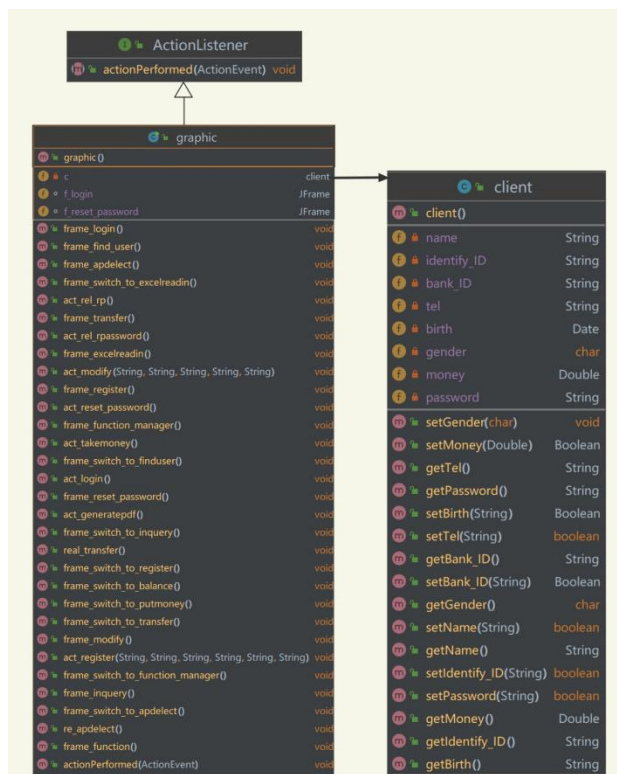 ActionListener
actionPerformed(ActionEvent) void
graphic
graphic()
c client
f_login JFrame
f_reset_password JFrame
frame_login() void
frame_find_user() void
frame_apdelect() void
frame_switch_to_excelreadin() void
act_rel_rp() void
frame_transfer() void
act_rel_rpassword() void
frame_excelreadin() void
act_modify(String, String, String, String, String) void
frame_register() void
act_reset_password() void
frame_function_manager() void
act_takemoney() void
frame_switch_to_finduser() void
act_login() void
frame_reset_password() void
act_generatepdf() void
frame_switch_to_inquery() void
real_transfer() void
frame_switch_to_register() void
frame_switch_to_balance() void
frame_switch_to_putmoney() void
frame_switch_to_transfer() void
frame_modify() void
act_register(String, String, String, String, String, String) void
frame_switch_to_function_manager() void
frame_inquery() void
frame_switch_to_apdelect() void
re_apdelect() void
frame_function() void
actionPerformed(ActionEvent) void
client
client()
name String
identify_ID String
bank_ID String
tel String
birth Date
gender char
money Double
password String
setGender(char) void
setMoney(Double) Boolean
getTel() String
getPassword() String
setBirth(String) Boolean
setTel(String) boolean
getBank_ID() String
setBank_ID(String) Boolean
getGender() char
setName(String) boolean
getName() String
setIdentify_ID(String) boolean
setPassword(String) boolean
getMoney() Double
getIdentify_ID() String
getBirth() String